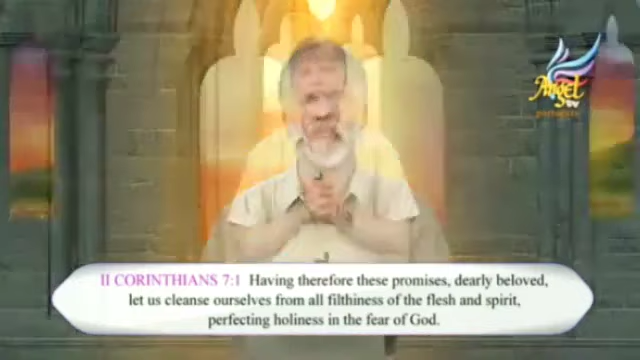 Angel
TV
II CORINTHIANS 7:1 Having therefore these promises, dearly beloved,
let us cleanse ourselves from all filthiness of the flesh and spirit,
perfecting holiness in the fear of God.